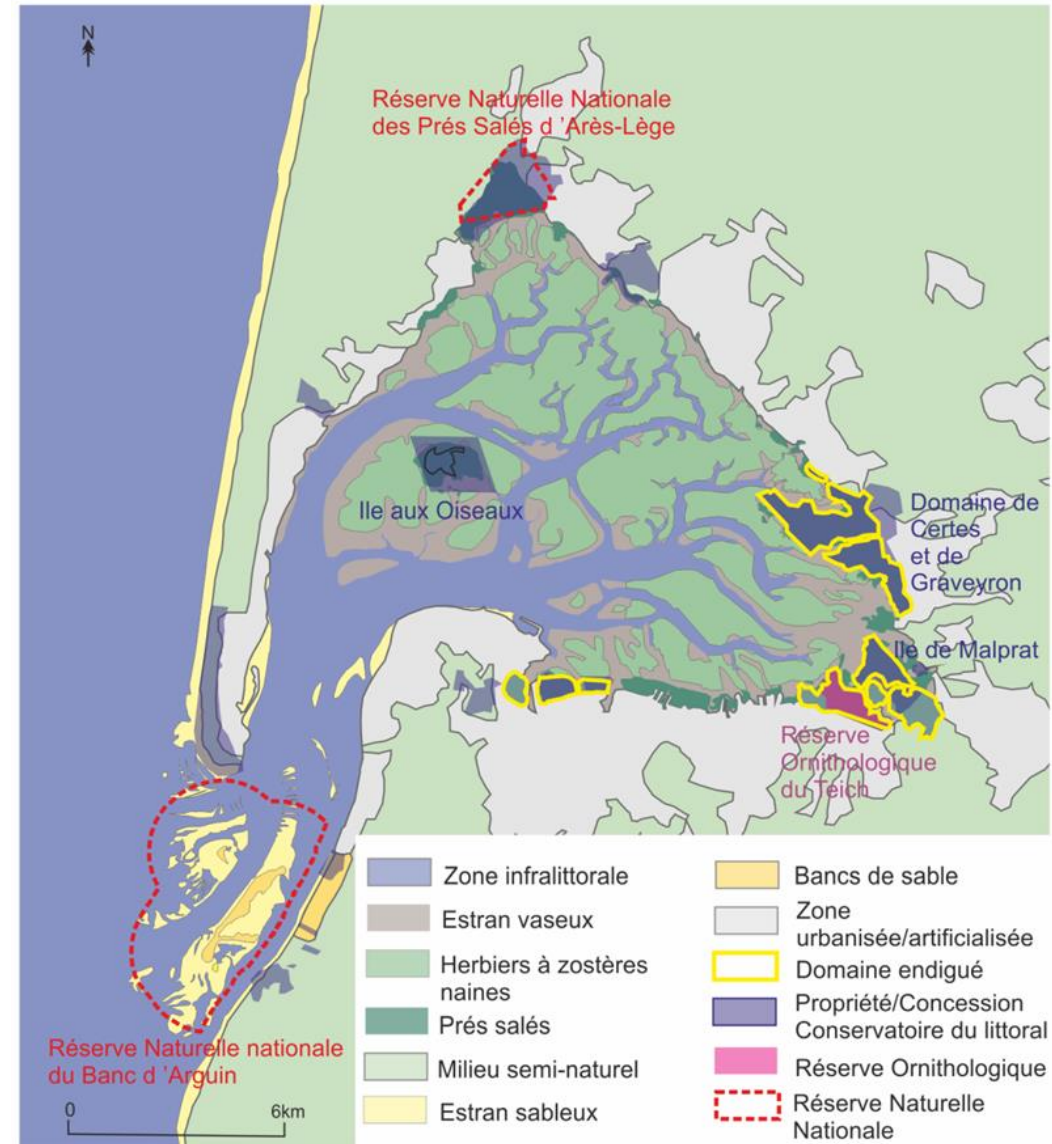 N
Réserve Naturelle Nationale
des Prés Salés d 'Arès-Lège
Ile aux Oiseaux
Domaine de
Certes
et de
Graveyron
Ile de Malprat
Réserve
Ornithologique
du Teich
Réserve Naturelle nationale
du Banc d 'Arguin
0
6km
Zone infralittorale
Estran vaseux
Herbiers à zostères
naines
Prés salés
Milieu semi-naturel
Estran sableux
Bancs de sable
Zone
urbanisée/artificialisée
Domaine endigué
Propriété/Concession
Conservatoire du littoral
Réserve Ornithologique
Réserve Naturelle
Nationale